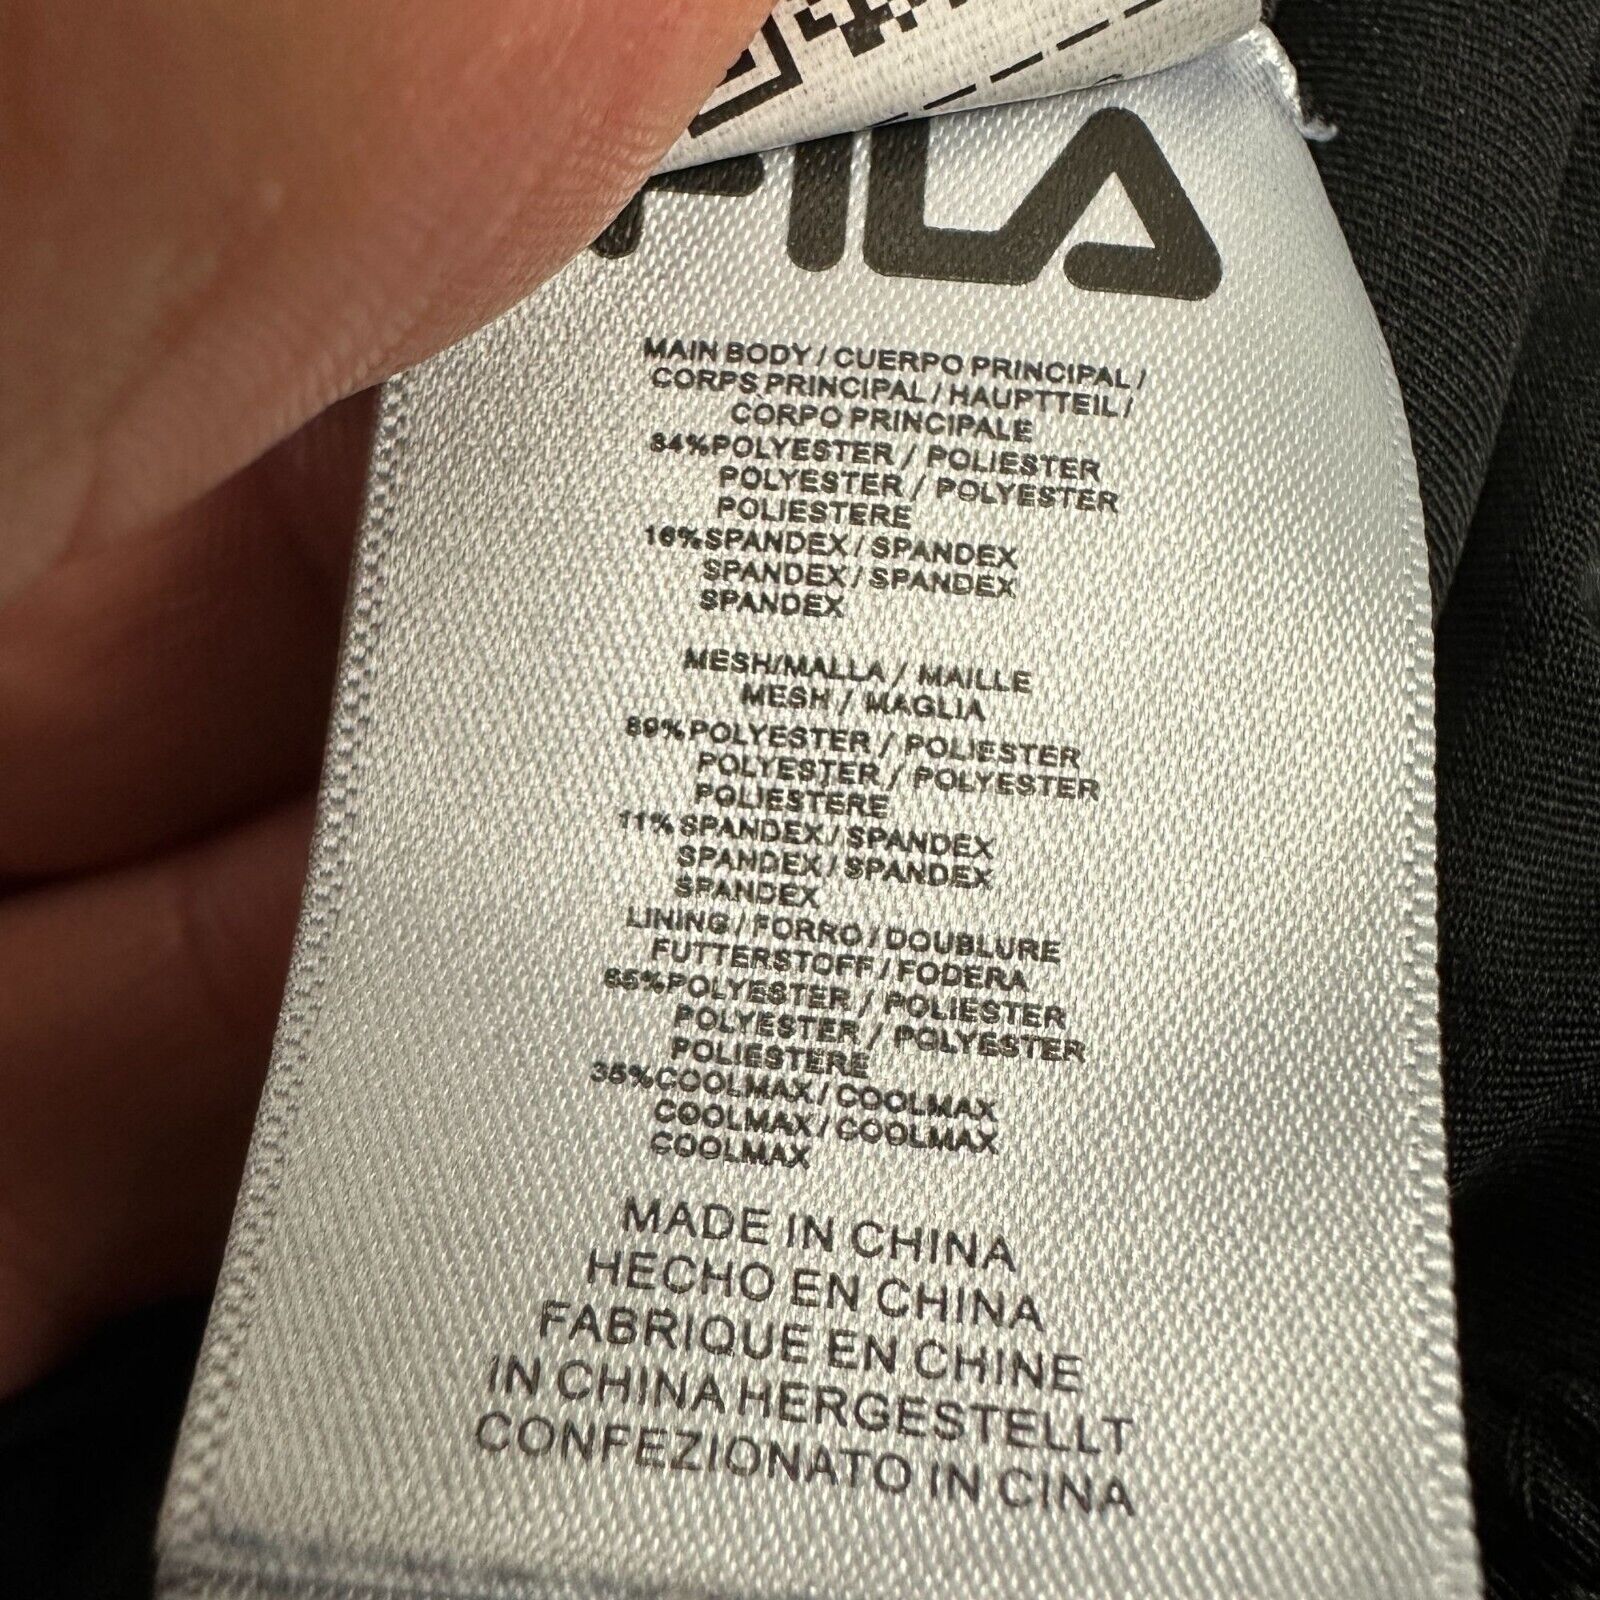 FILA
MAIN BODY / CUERPO PRINCIPAL /
CORPS PRINCIPAL / HAUPTTEIL /
CORPO PRINCIPALE
84%POLYESTER / POLIESTER
POLYESTER / POLYESTER
POLIESTERE
16%SPANDEX / SPANDEX
SPANDEX / SPANDEX
SPANDEX
MESH/MALLA / MAILLE
MESH / MAGLIA
89%POLYESTER / POLIESTER
POLYESTER / POLYESTER
POLIESTERE
11% SPANDEX / SPANDEX
SPANDEX / SPANDEX
SPANDEX
LINING / FORRO / DOUBLURE
FUTTERSTOFF / FODERA
65%POLYESTER / POLIESTER
POLYESTER / POLYESTER
POLIESTERE
35%COOLMAX / COOLMAX
COOLMAX / COOLMAX
COOLMAX
MADE IN CHINA
HECHO EN CHINA
FABRIQUE EN CHINE
IN CHINA HERGESTELLT
CONFEZIONATO IN CINA